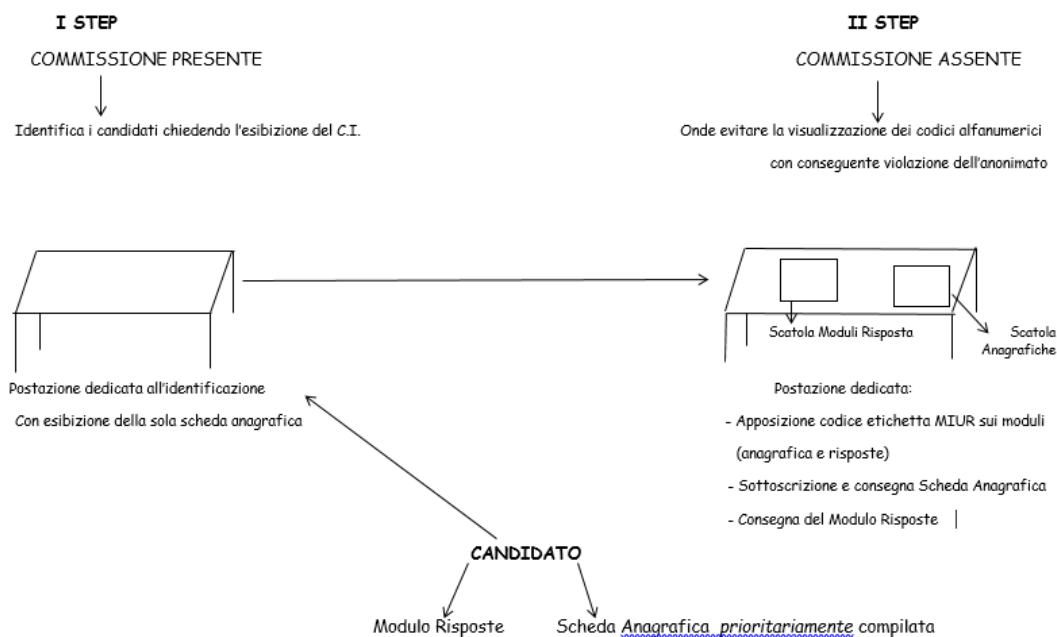 I STEP
COMMISSIONE PRESENTE
Identifica i candidati chiedendo l'esibizione del C.I.
II STEP
COMMISSIONE ASSENTE
Onde evitare la visualizzazione dei codici alfanumerici
con conseguente violazione dell'anonimato
Scatola Moduli Risposta
Scatola
Anagrafiche
Postazione dedicata all'identificazione
Con esibizione della sola scheda anagrafica
Postazione dedicata:
- Apposizione codice etichetta MIUR sui moduli
(anagrafica e risposte)
- Sottoscrizione e consegna Scheda Anagrafica
- Consegna del Modulo Risposte
CANDIDATO
Modulo Risposte
Scheda Anagrafica prioritariamente compilata